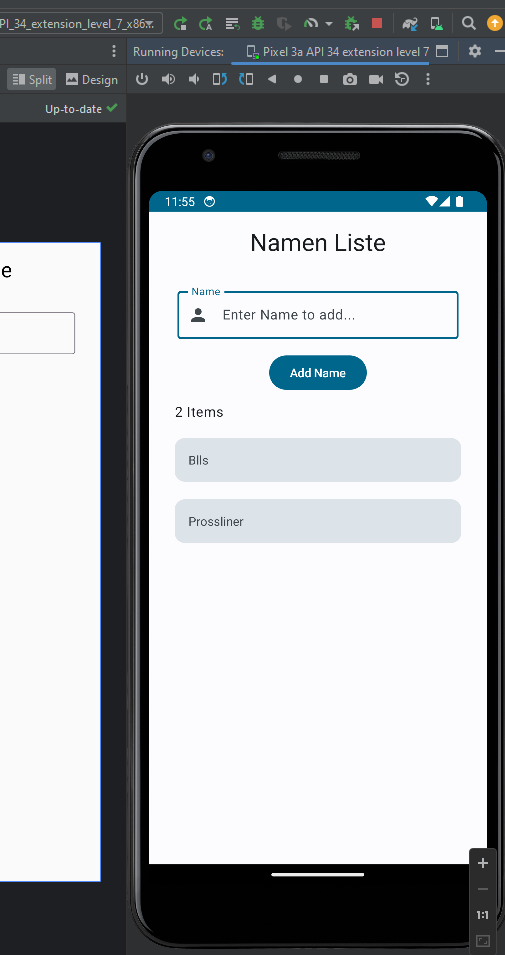 PI_34_extension_level_7_x86...
Running Devices:
Pixel 3a API 34 extension level 7
Split
Design
Up-to-date
11:55
e
Namen Liste
Name
Enter Name to add...
Add Name
2 Items
Blls
Prossliner
1:1